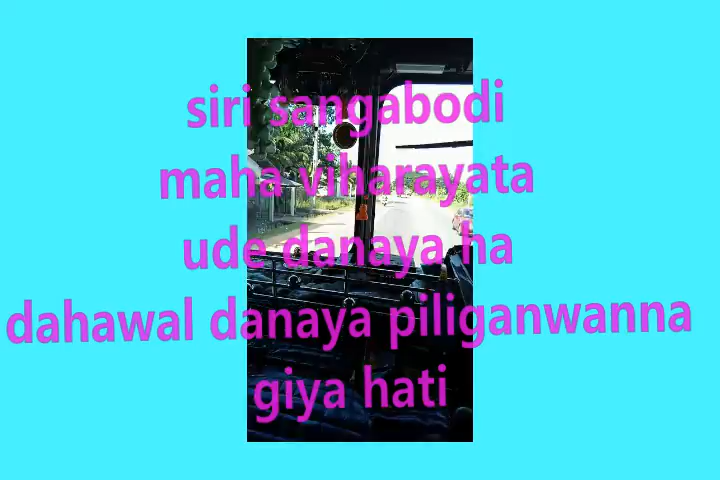 siri sangabodi
maha viharayata
ude danaya ha
dahawal danaya piliganwanna
giya hati